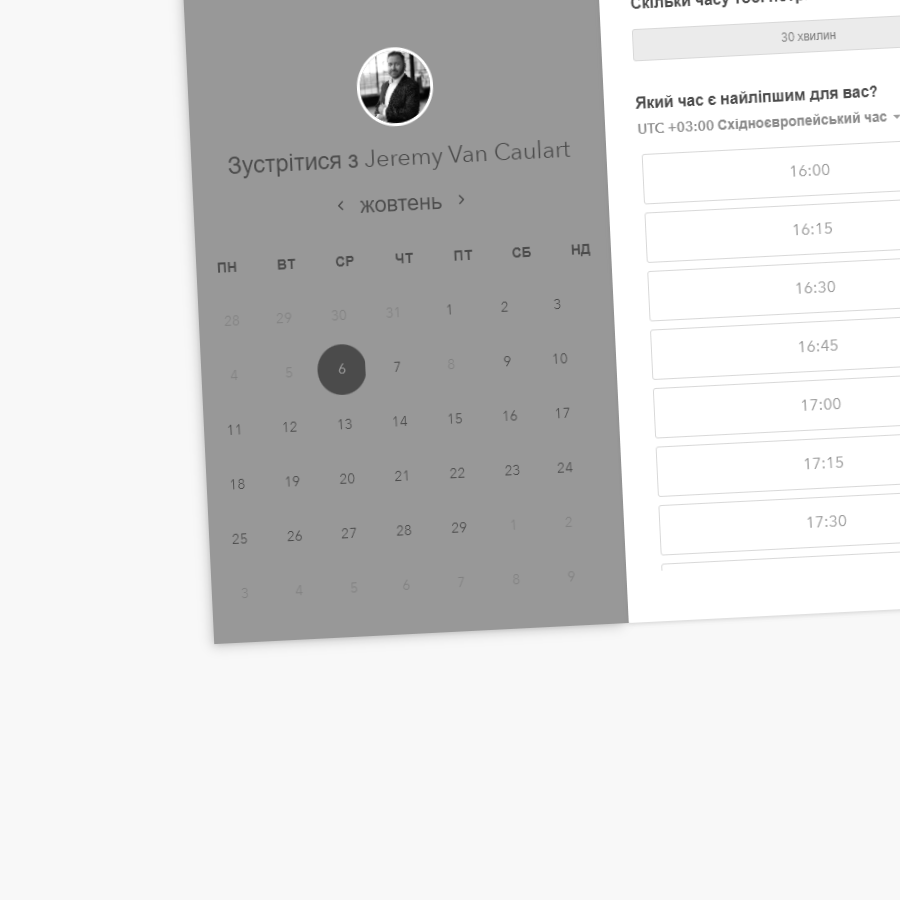 Скільки часу тобі
30 хвилин
Який час є найліпшим для вас?
UTC +03:00 Східноєвропейський час
16:00
16:15
16:30
16:45
17:00
17:15
17:30
Зустрітися з Jeremy Van Caulart
‹ жовтень ›
ПН ВТ СР ЧТ ПТ СБ НД
28 29 30 31 1 2 3
4 5 6 7 8 9 10
11 12 13 14 15 16 17
18 19 20 21 22 23 24
25 26 27 28 29 1 2
3 4 5 6 7 8 9